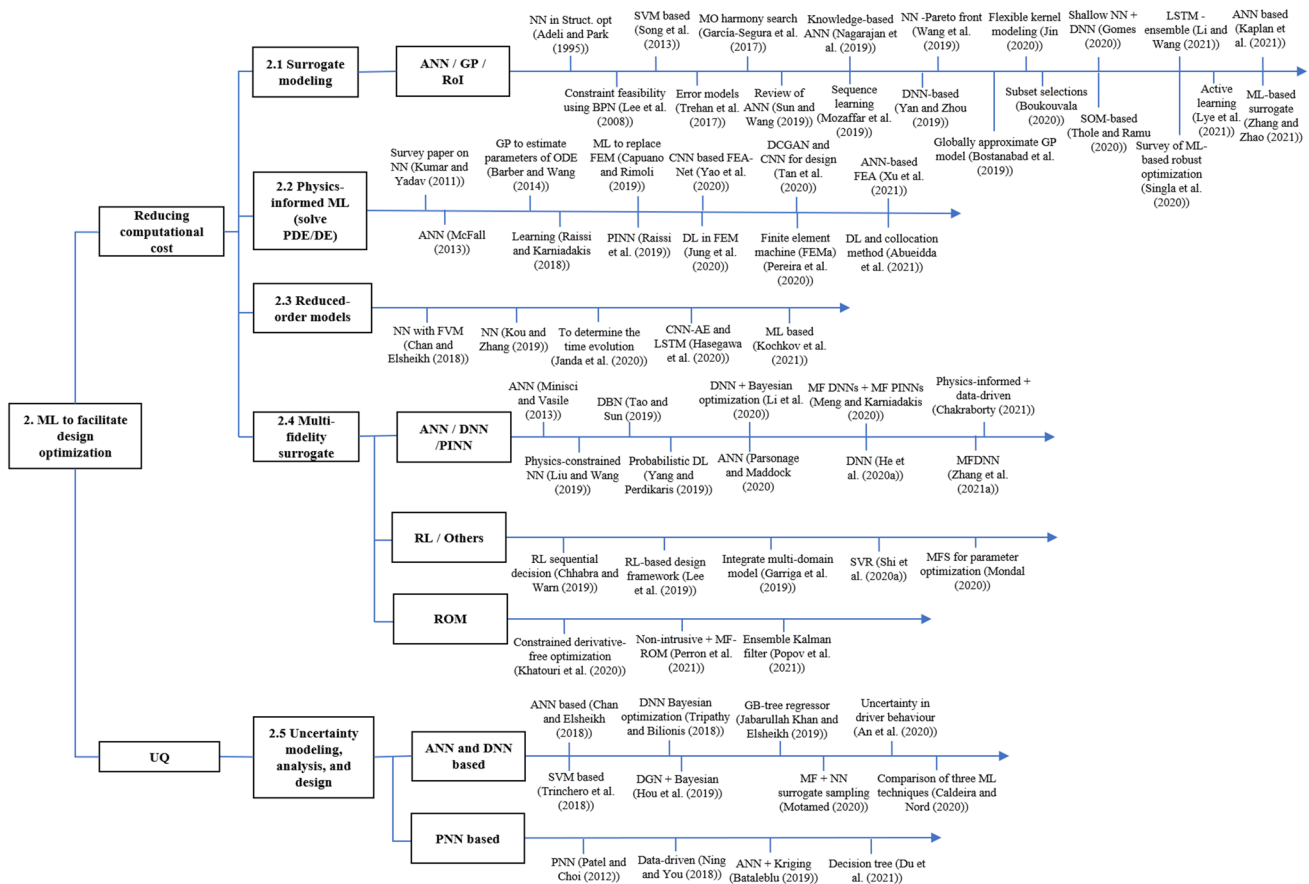 2. ML to facilitate
design
optimization
Reducing
computational
cost
UQ
2.1 Surrogate
modeling
ANN / GP /
RoI
NN in Struct. opt
(Adeli and Park
(1995)
SVM based
(Song et al.
(2013)
MO harmony search
(García-Segura et al.
(2017)
Knowledge-based
ANN (Nagarajan et
al. (2019)
NN -Pareto front
(Wang et al.
(2019)
Flexible kernel
modeling (Jin
(2020)
Shallow NN +
DNN (Gomes
(2020)
LSTM -
ensemble (Li and
Wang (2021)
ANN based
(Kaplan et
al. (2021)
Constraint feasibility
using BPN (Lee et al.
(2008)
Error models
(Trehan et al.
(2017)
Review of
ANN (Sun and
Wang (2019)
Sequence
learning
(Mozaffar et al.
(2019)
DNN-based
(Yan and Zhou
(2019)
Globally approximate GP
model (Bostanabad et al.
(2019)
Subset selections
(Boukouvala
(2020)
SOM-based
(Thole and Ramu
(2020)
Survey of ML-
based robust
optimization
(Singla et al.
(2020)
Active
learning
(Lye et al.
(2021)
ML-based
surrogate
(Zhang and
Zhao (2021)
2.2 Physics-
informed ML
(solve
PDE/DE)
Survey paper on
NN (Kumar and
Yadav (2011)
GP to estimate
parameters of ODE
(Barber and Wang
(2014)
ML to replace
FEM (Capuano
and Rimoli
(2019)
CNN based FEA-
Net (Yao et al.
(2020)
DCGAN and
CNN for design
(Tan et al.
(2020)
ANN-based
FEA (Xu et al.
(2021)
ANN (McFall
(2013)
Learning (Raissi
and Karniadakis
(2018)
PINN (Raissi
et al. (2019)
DL in FEM
(Jung et al.
(2020)
Finite element
machine (FEMa)
(Pereira et al.
(2020)
DL and collocation
method (Abueidda
et al. (2021)
2.3 Reduced-
order models
NN with FVM
(Chan and
Elsheikh (2018)
NN (Kou and
Zhang (2019)
To determine the
time evolution
(Janda et al. (2020)
CNN-AE and
LSTM (Hasegawa
et al. (2020)
ML based
(Kochkov et al.
(2021)
2.4 Multi-
fidelity
surrogate
ANN / DNN
/PINN
ANN (Minisci
and Vasile
(2013)
DBN (Tao and
Sun (2019)
DNN + Bayesian
optimization (Li et al.
(2020)
MF DNNs + MF PINNs
(Meng and Karniadakis
(2020)
Physics-informed +
data-driven
(Chakraborty (2021)
Physics-constrained
NN (Liu and Wang
(2019)
Probabilistic DL
(Yang and
Perdikaris (2019)
ANN (Parsonage
and Maddock
(2020)
DNN (He et
al. (2020a)
MFDNN
(Zhang et al.
(2021a)
RL / Others
RL sequential
decision (Chhabra
and Warn (2019)
RL-based design
framework (Lee
et al. (2019)
Integrate multi-domain
model (Garriga et al.
(2019)
SVR (Shi et
al. (2020a)
MFS for parameter
optimization (Mondal
(2020)
ROM
Constrained derivative-
free optimization
(Khatouri et al. (2020)
Non-intrusive + MF-
ROM (Perron et al.
(2021)
Ensemble Kalman
filter (Popov et al.
(2021)
2.5 Uncertainty
modeling,
analysis, and
design
ANN and DNN
based
ANN based (Chan
and Elsheikh
(2018)
DNN Bayesian
optimization (Tripathy
and Bilionis (2018)
GB-tree regressor
(Jabarullah Khan and
Elsheikh (2019)
Uncertainty in
driver behaviour
(An et al. (2020)
SVM based
(Trinchero et al.
(2018)
DGN + Bayesian
(Hou et al. (2019)
MF + NN
surrogate sampling
(Motamed (2020)
Comparison of three ML
techniques (Caldeira and
Nord (2020)
PNN based
PNN (Patel and
Choi (2012)
Data-driven (Ning
and You (2018)
ANN + Kriging
(Bataleblu (2019)
Decision tree (Du et
al. (2021)